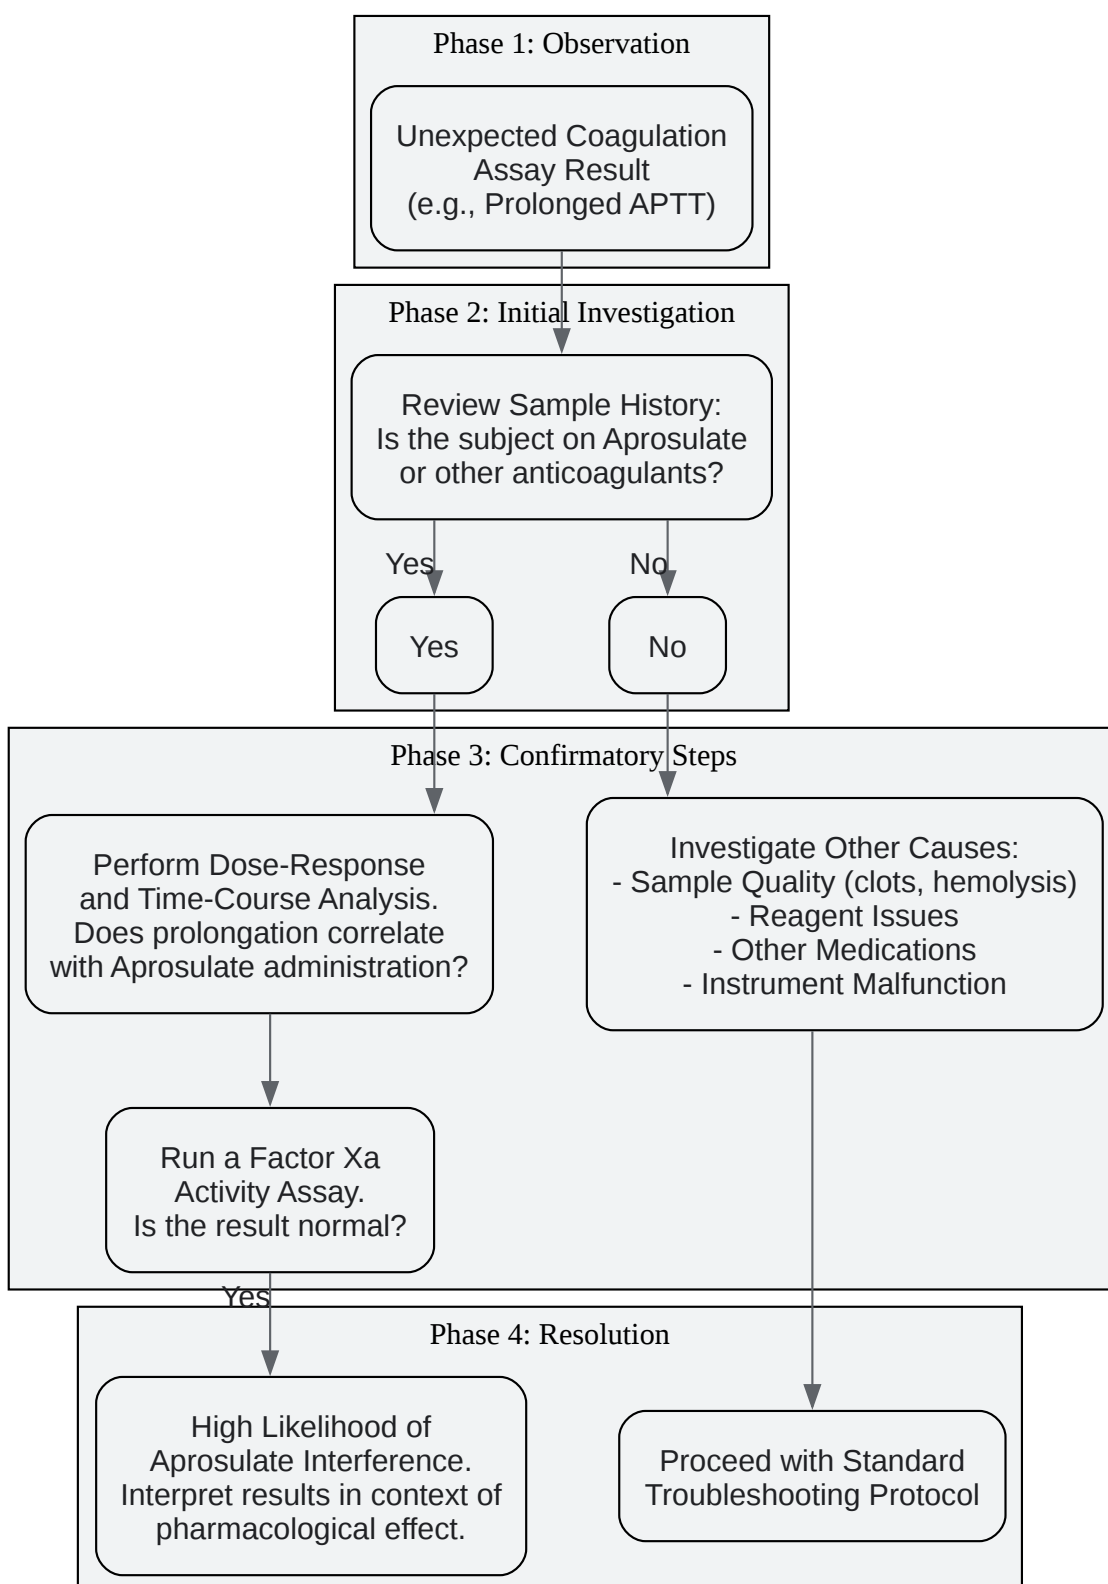 Phase 1: Observation
Unexpected Coagulation
Assay Result
(e.g., Prolonged APTT)
Phase 2: Initial Investigation
Review Sample History:
Is the subject on Aprosulate
or other anticoagulants?
Yes
No
Yes
No
Phase 3: Confirmatory Steps
Perform Dose-Response
and Time-Course Analysis.
Does prolongation correlate
with Aprosulate administration?
Investigate Other Causes:
- Sample Quality (clots, hemolysis)
- Reagent Issues
- Other Medications
- Instrument Malfunction
Run a Factor Xa
Activity Assay.
Is the result normal?
Yes
Phase 4: Resolution
High Likelihood of
Aprosulate Interference.
Interpret results in context of
pharmacological effect.
Proceed with Standard
Troubleshooting Protocol